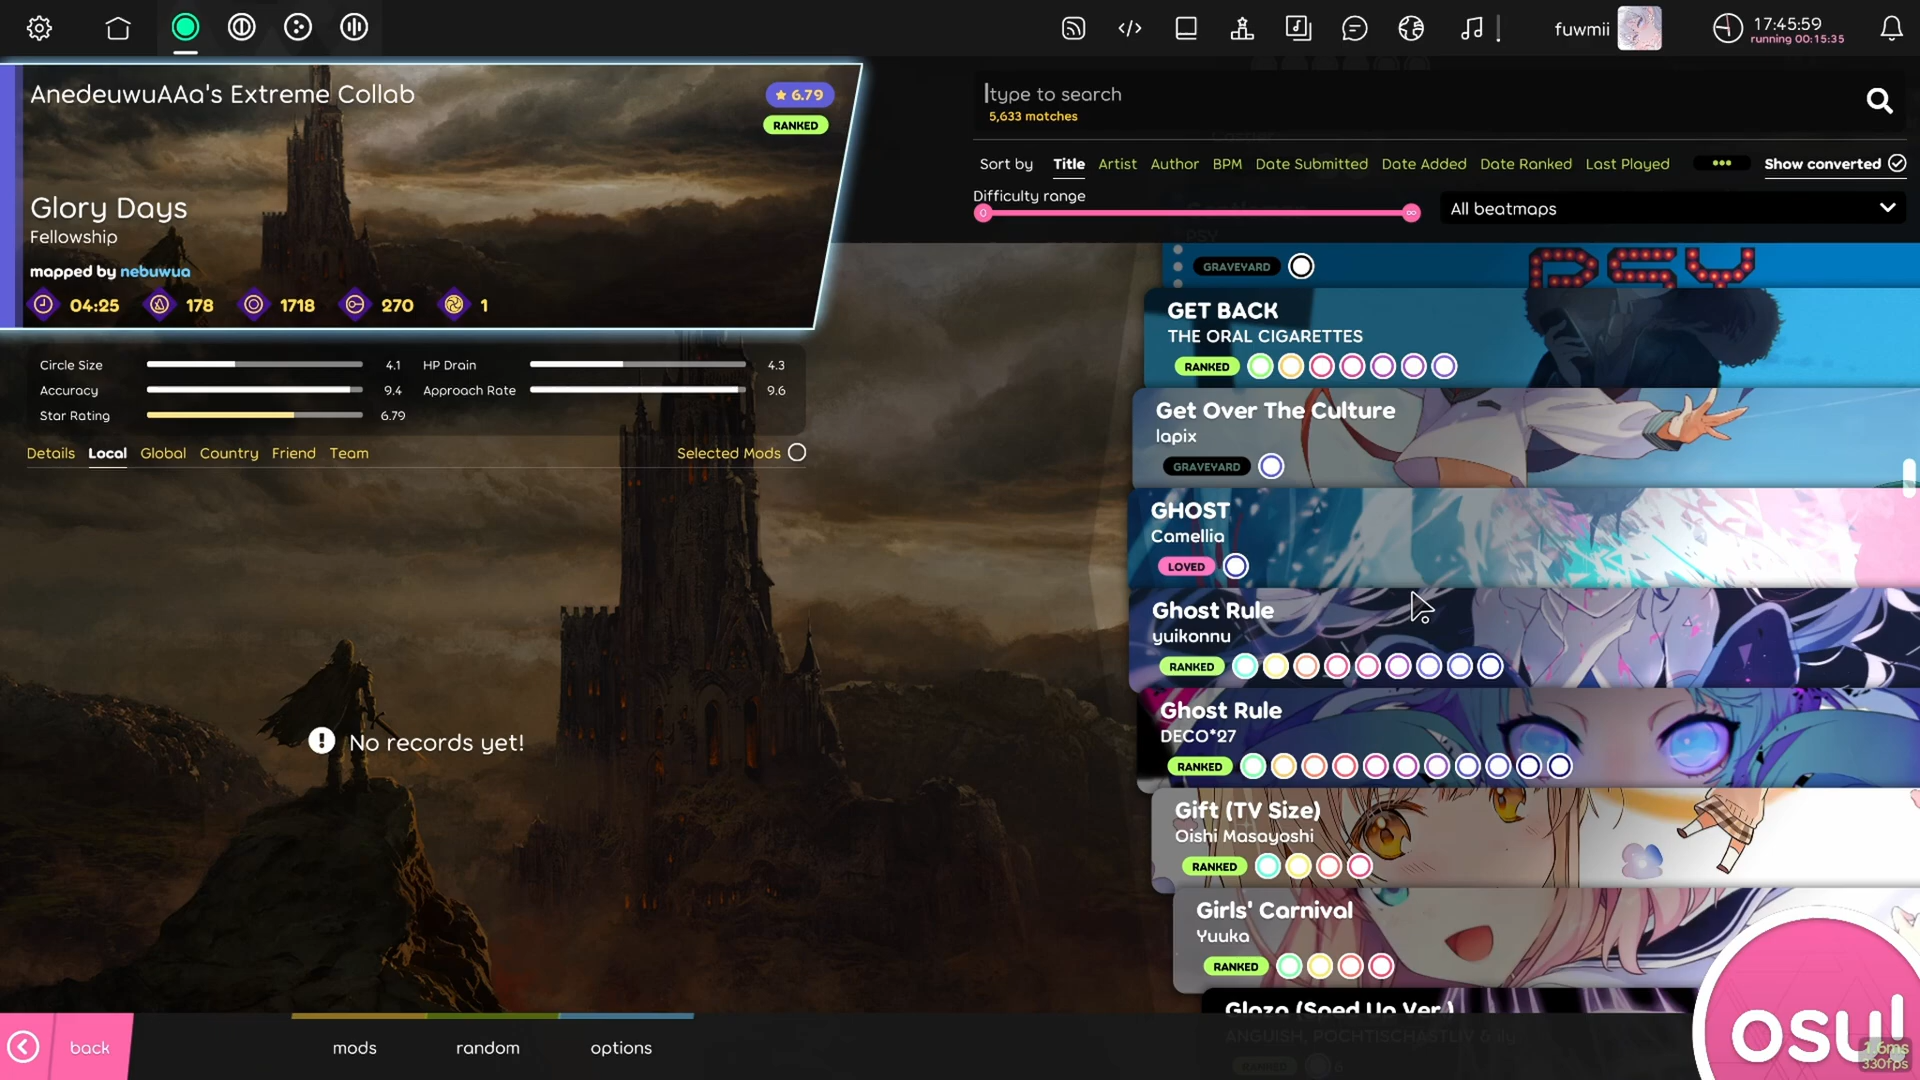 fuwmii
17:45:59
running 00:15:35
AnedeuwuAAa's Extreme Collab
6.79
RANKED
Glory Days
Fellowship
mapped by nebuwua
04:25
178
1718
270
1
Circle Size
4.1
HP Drain
4.3
Accuracy
9.4
Approach Rate
9.6
Star Rating
6.79
Details Local Global Country Friend Team
Selected Mods
No records yet!
type to search
5,633 matches
Sort by Title Artist Author BPM Date Submitted Date Added Date Ranked Last Played
Show converted
Difficulty range
0
∞
All beatmaps
PSY
GRAVEYARD
PSY
GET BACK
THE ORAL CIGARETTES
RANKED
Get Over The Culture
lapix
GRAVEYARD
GHOST
Camellia
LOVED
Ghost Rule
yuikonnu
RANKED
Ghost Rule
DECO*27
RANKED
Gift (TV Size)
Oishi Masayoshi
RANKED
Girls' Carnival
Yuuka
RANKED
back
mods
random
options
osu!
1.6ms
330fps